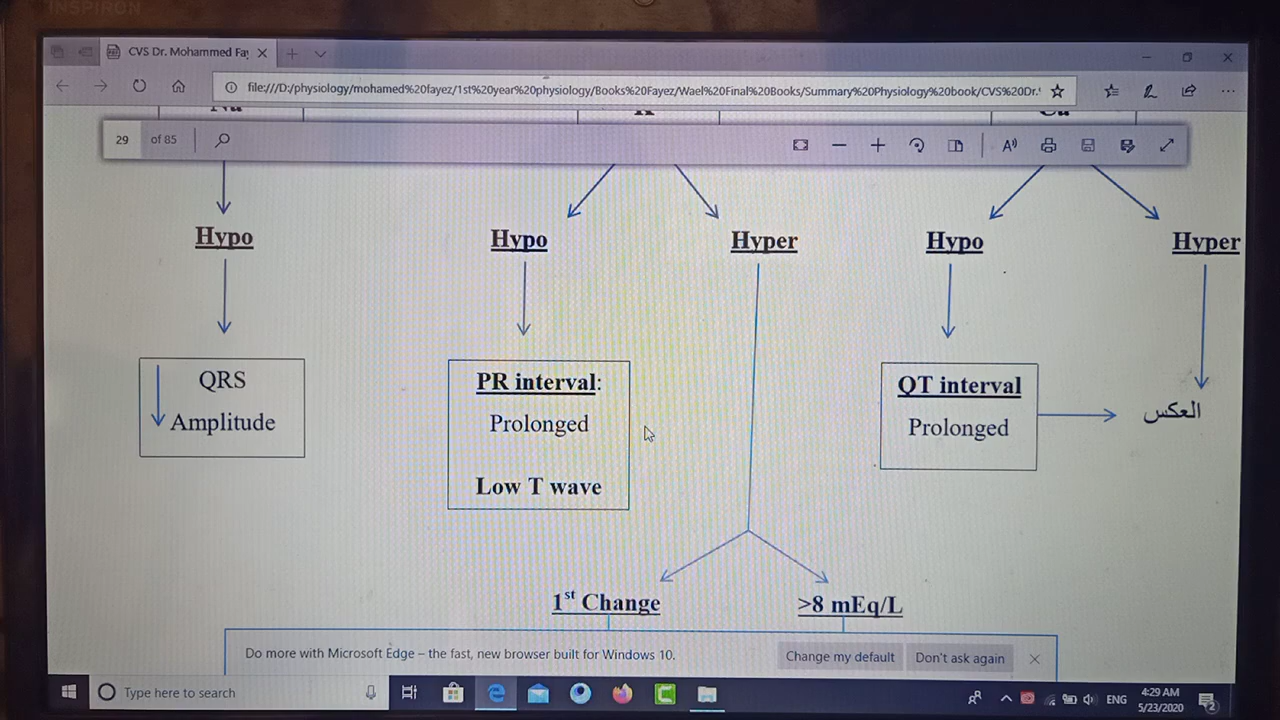 INSPIRON
CVS Dr. Mohammed Fay
file:///D:/physiology/mohamed%20fayez/1st%20year%20physiology/Books%20Fayez/Wael%20Final%20Books/Summary%20Physiology%20book/CVS%20Dr.
29 of 85
Hypo
Hypo
Hyper
Hypo
Hyper
QRS
Amplitude
PR interval:
Prolonged
Low T wave
QT interval
Prolonged
العكس
1st Change
>8 mEq/L
Do more with Microsoft Edge – the fast, new browser built for Windows 10.
Change my default
Don't ask again
Type here to search
ENG
4:29 AM
5/23/2020
2